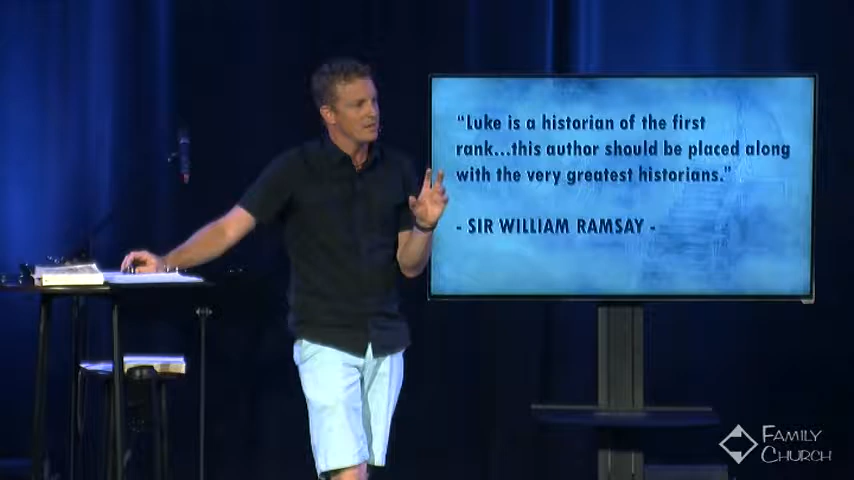 "Luke is a historian of the first
rank...this author should be placed along
with the very greatest historians."
- SIR WILLIAM RAMSAY -
FAMILY
CHURCH